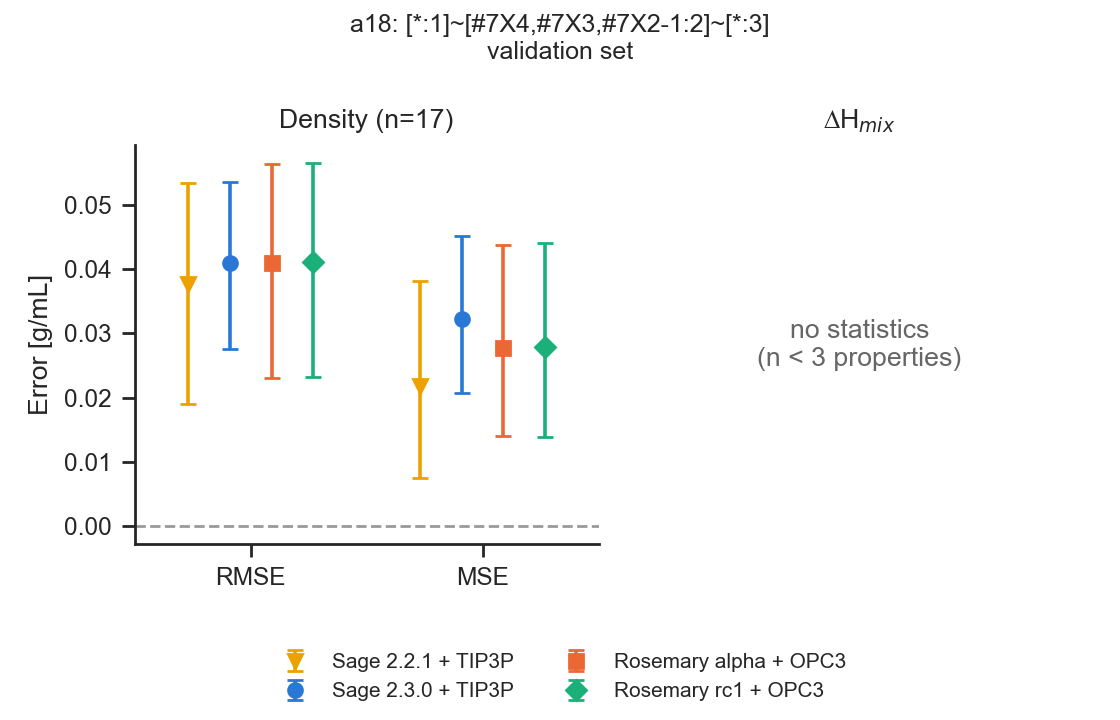 a18: [*:1]~[#7X4,#7X3,#7X2-1:2]~[*:3]
validation set
Density (n=17)
ΔH_mix
Error [g/mL]
0.05
0.04
0.03
0.02
0.01
0.00
RMSE
MSE
no statistics
(n < 3 properties)
Sage 2.2.1 + TIP3P
Sage 2.3.0 + TIP3P
Rosemary alpha + OPC3
Rosemary rc1 + OPC3